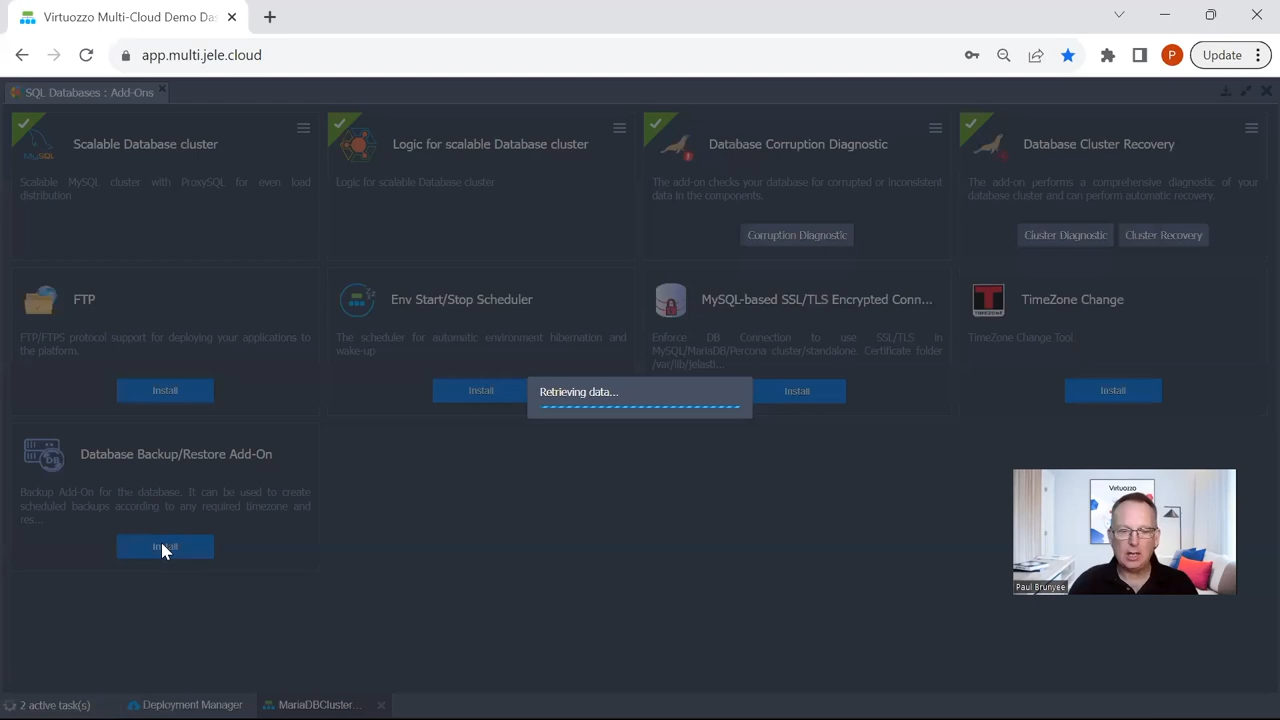 Virtuozzo Multi-Cloud Demo Da
app.multi.jele.cloud
P
Update
SQL Databases : Add-Ons
MySQL
Scalable Database cluster
Scalable MySQL cluster with ProxySQL for even load
distribution
Logic for scalable Database cluster
Logic for scalable Database cluster
Database Corruption Diagnostic
The add-on checks your database for corrupted or inconsistent
data in the components.
Corruption Diagnostic
Database Cluster Recovery
The add-on performs a comprehensive diagnostic of your
database cluster and can perform automatic recovery.
Cluster Diagnostic
Cluster Recovery
FTP
FTP/FTPS protocol support for deploying your applications to
the platform.
Install
Env Start/Stop Scheduler
The scheduler for automatic environment hibernation and
wake-up
Install
MySQL-based SSL/TLS Encrypted Conn...
Enforce DB Connection to use SSL/TLS in
MySQL/MariaDB/Percona cluster/standalone. Certificate folder
/var/lib/jelasti...
Install
TIMEZONE
TimeZone Change
TimeZone Change Tool.
Install
Retrieving data...
DB
Database Backup/Restore Add-On
Backup Add-On for the database. It can be used to create
scheduled backups according to any required timezone and
res...
Install
Virtuozzo
Paul Brunyee
2 active task(s)
Deployment Manager
MariaDBCluster...